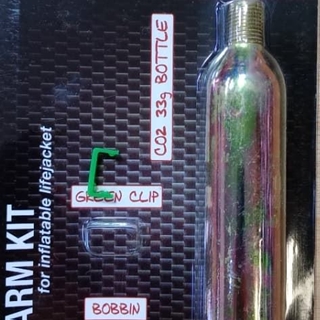 CO2 33g BOTTLE
GREEN CLIP
BOBBIN
ARM KIT
for inflatable lifejacket